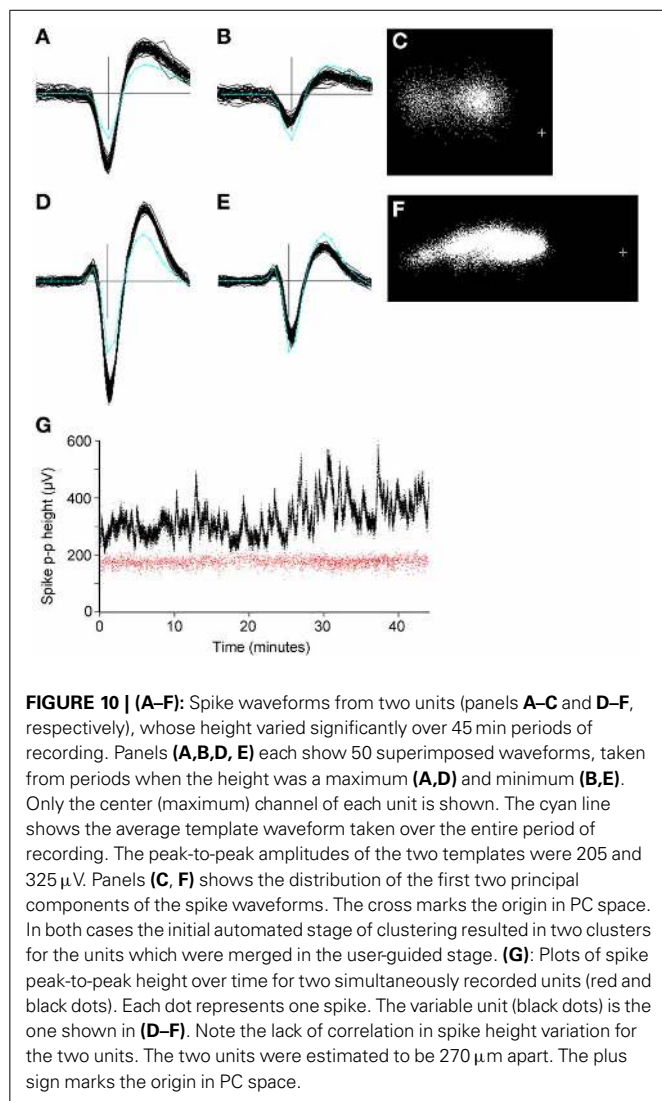 A
B
C
D
E
F
G
600
400
200
0
Spike p-p height (µV)
0 10 20 30 40
Time (minutes)
FIGURE 10 | (A–F): Spike waveforms from two units (panels A–C and D–F,
respectively), whose height varied significantly over 45 min periods of
recording. Panels (A,B,D, E) each show 50 superimposed waveforms, taken
from periods when the height was a maximum (A,D) and minimum (B,E).
Only the center (maximum) channel of each unit is shown. The cyan line
shows the average template waveform taken over the entire period of
recording. The peak-to-peak amplitudes of the two templates were 205 and
325 µV. Panels (C, F) shows the distribution of the first two principal
components of the spike waveforms. The cross marks the origin in PC space.
In both cases the initial automated stage of clustering resulted in two clusters
for the units which were merged in the user-guided stage. (G): Plots of spike
peak-to-peak height over time for two simultaneously recorded units (red and
black dots). Each dot represents one spike. The variable unit (black dots) is the
one shown in (D–F). Note the lack of correlation in spike height variation for
the two units. The two units were estimated to be 270 µm apart. The plus
sign marks the origin in PC space.